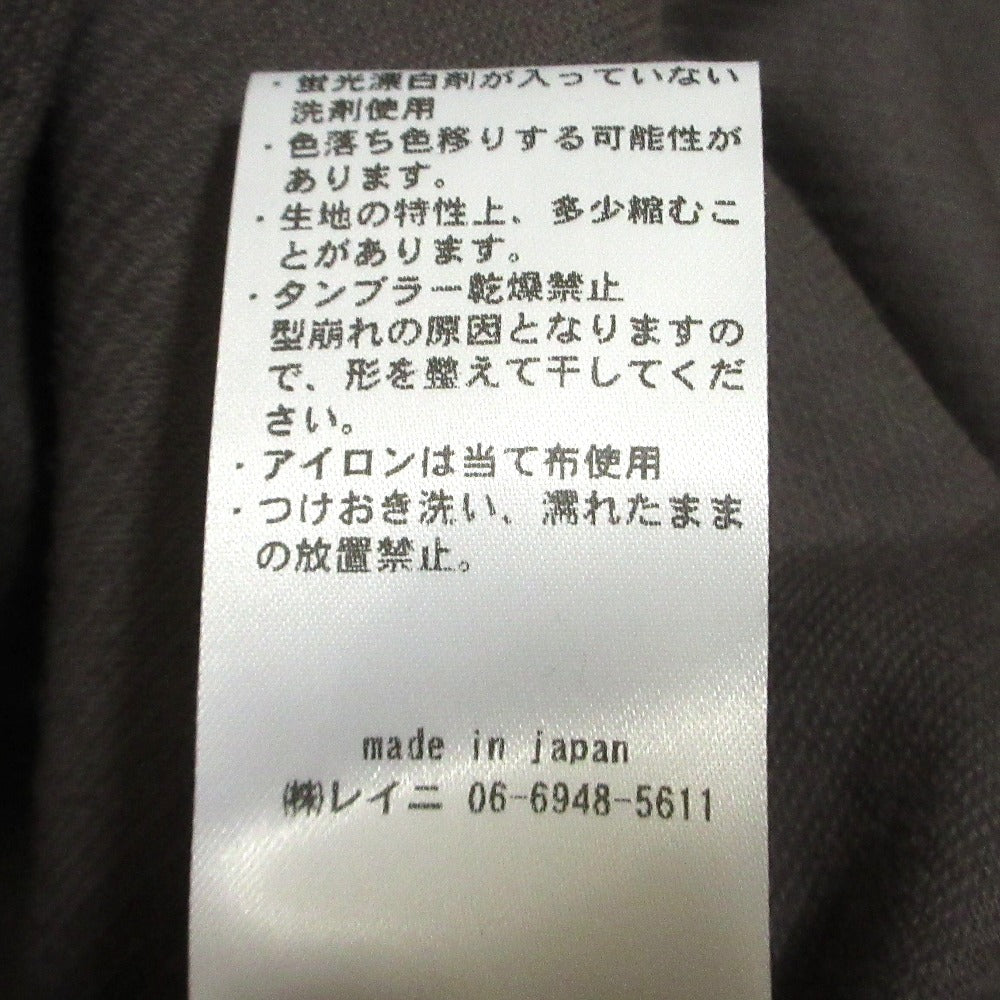 ・蛍光漂白剤が入っていない
洗剤使用
・色落ち色移りする可能性が
あります。
・生地の特性上、多少縮むこ
とがあります。
・タンブラー乾燥禁止
型崩れの原因となりますの
で、形を整えて干してくだ
さい。
・アイロンは当て布使用
・つけおき洗い、濡れたまま
の放置禁止。
made in japan
㈱レイニ 06-6948-5611